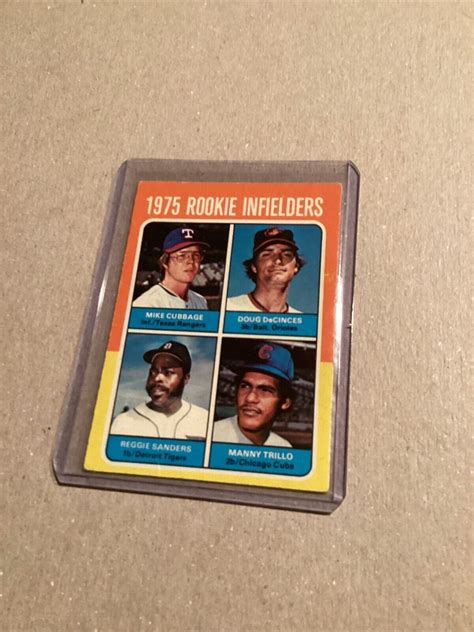 1975 ROOKIE INFIELDERS
T
MIKE CUBBAGE
Inf./Texas Rangers
DOUG DeCINCES
3b/Balt. Orioles
REGGIE SANDERS
1b/Detroit Tigers
MANNY TRILLO
2b/Chicago Cubs